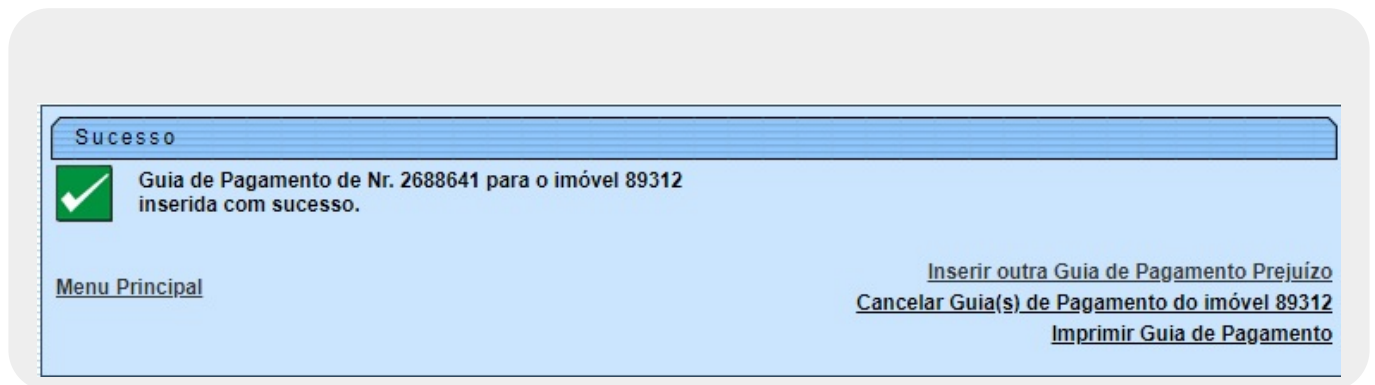 Sucesso
Guia de Pagamento de Nr. 2688641 para o imóvel 89312
inserida com sucesso.
Menu Principal
Inserir outra Guia de Pagamento Prejuízo
Cancelar Guia(s) de Pagamento do imóvel 89312
Imprimir Guia de Pagamento